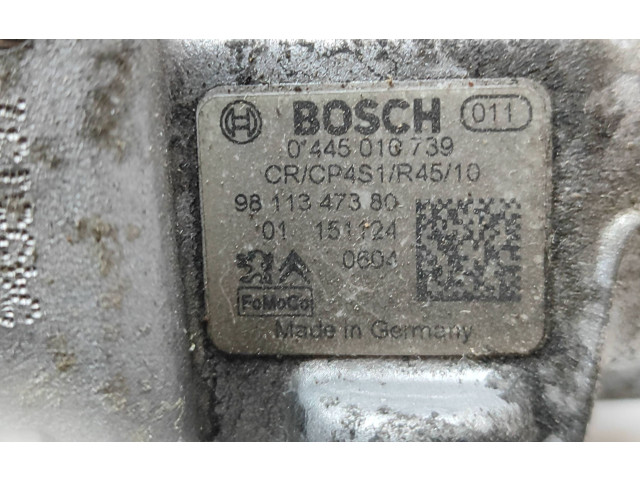 BOSCH 011
0 445 010 739
CR/CP4S1/R45/10
98 113 473 80
01 151124
0604
FoMoCo
Made in Germany